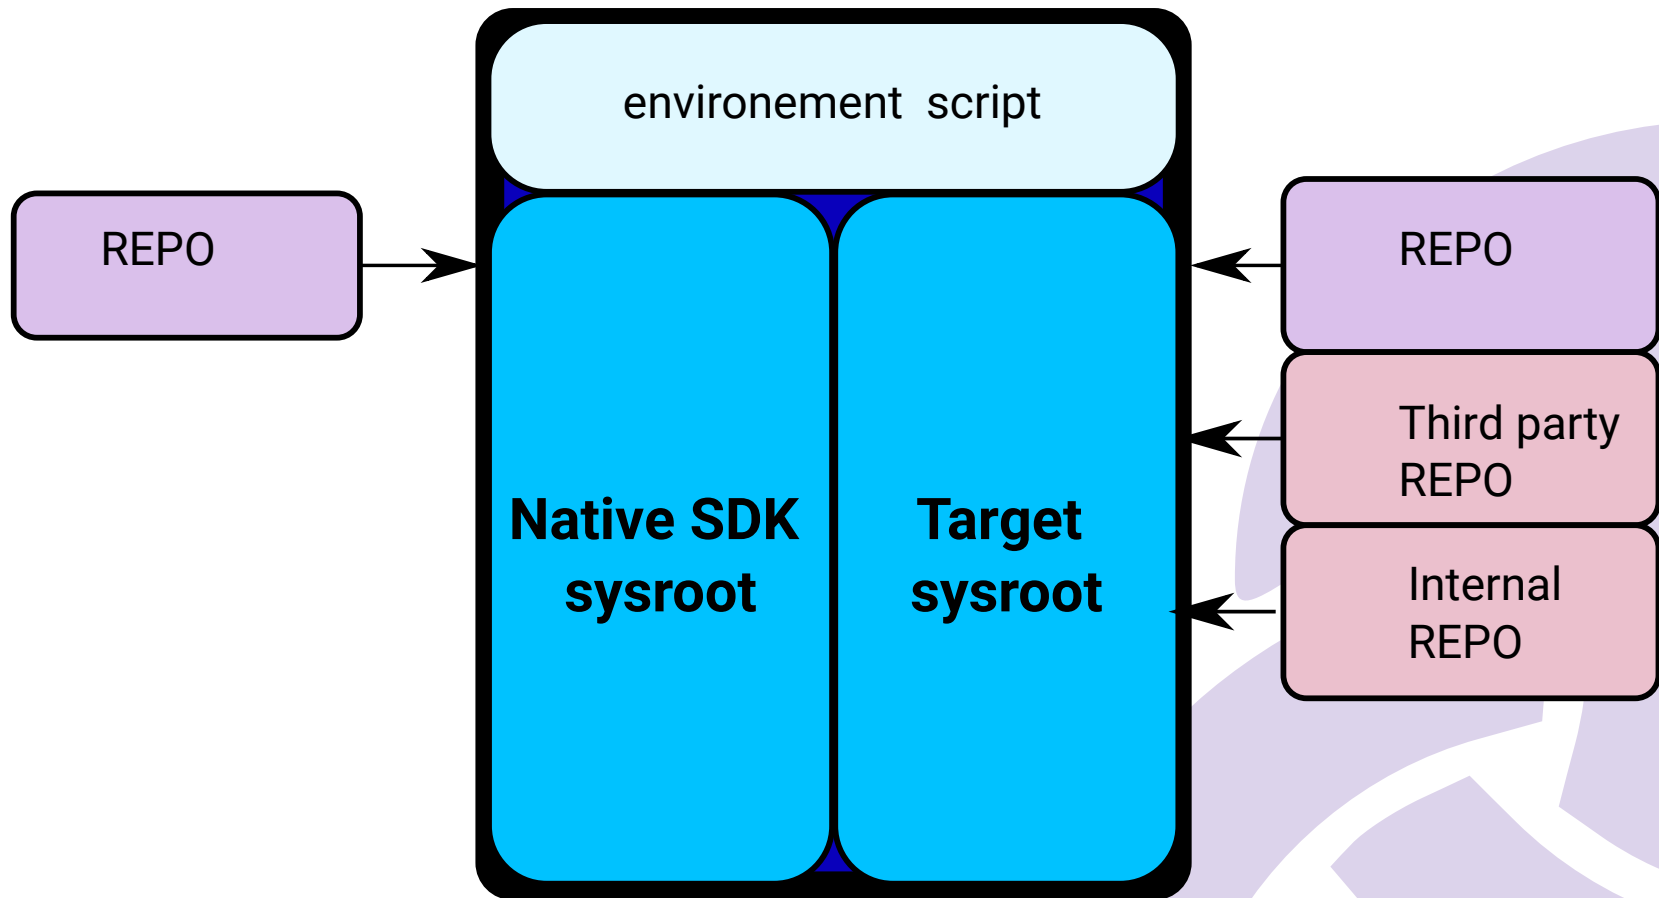 environement  script
REPO
REPO
Third party
REPO
Native SDK
sysroot
Target
sysroot
Internal
REPO